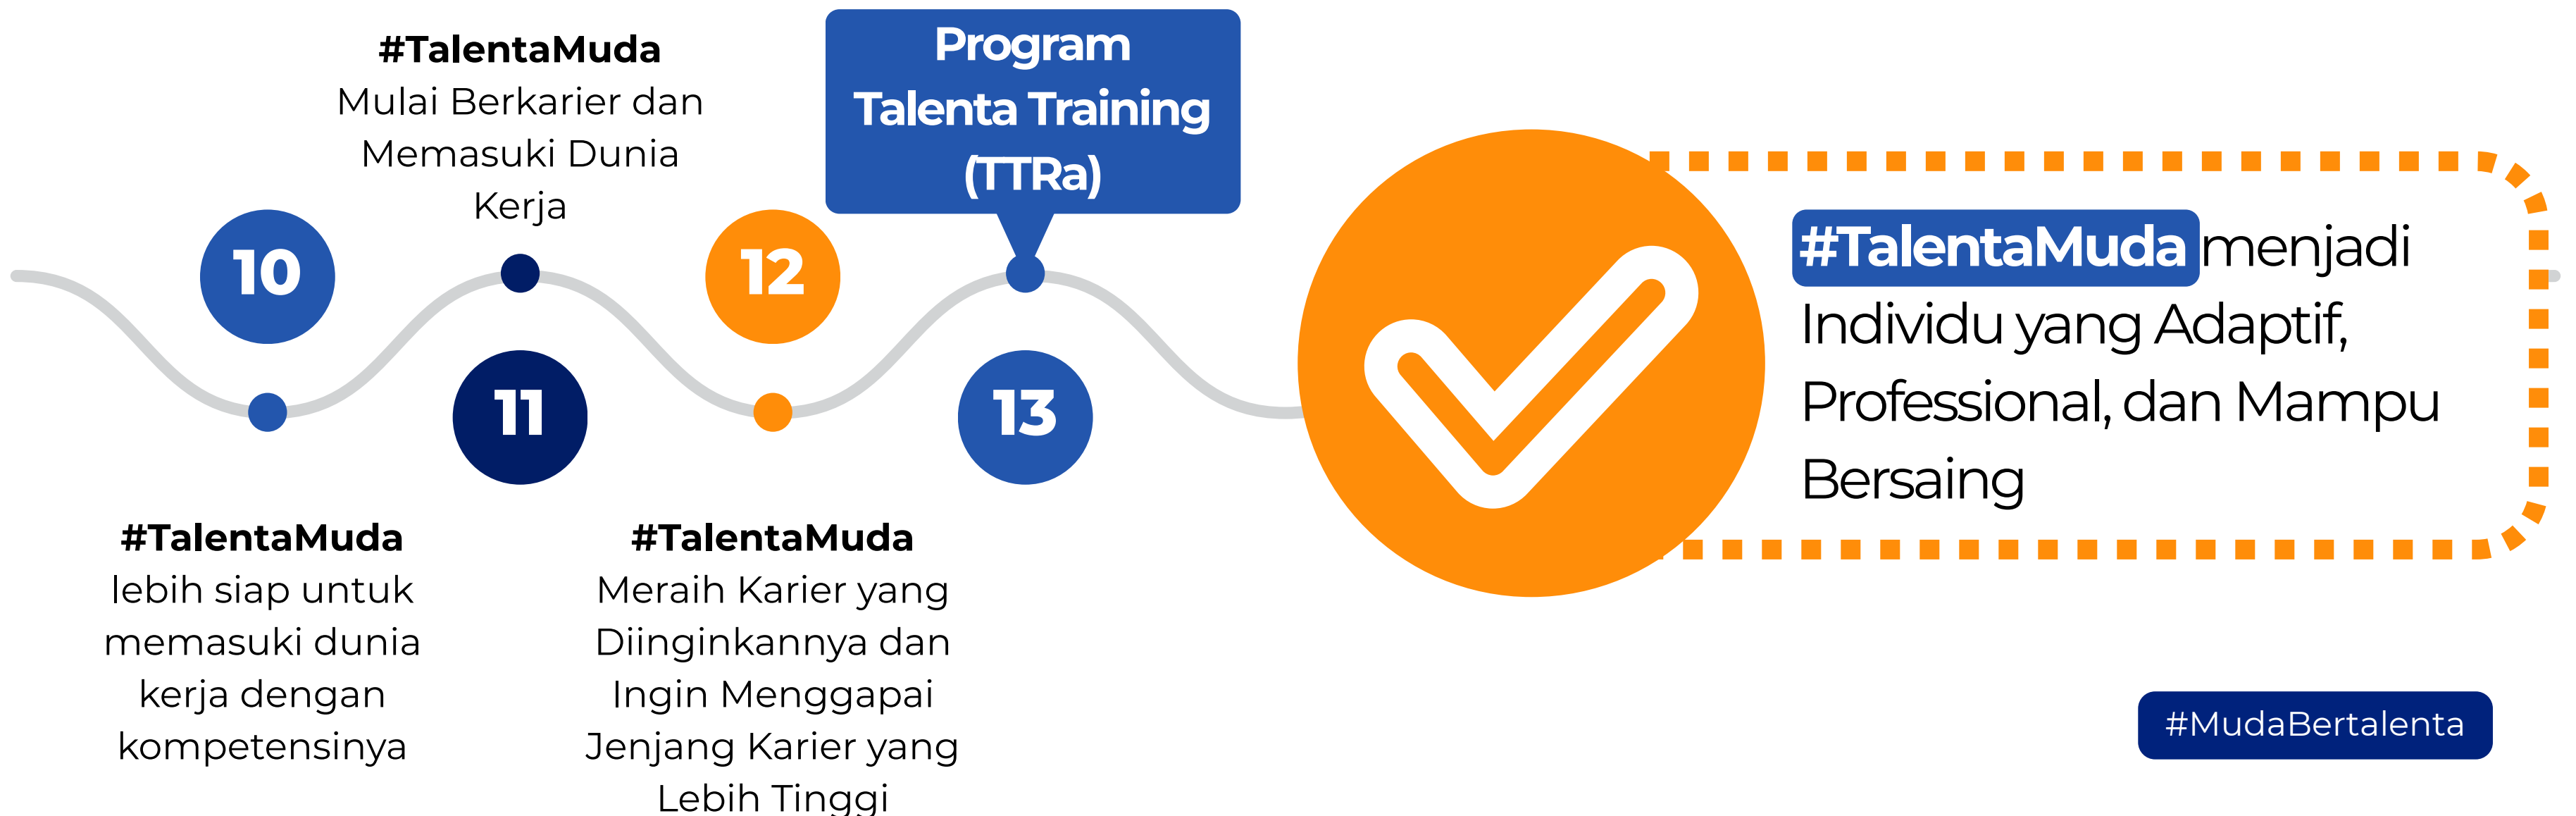 10
#TalentaMuda
lebih siap untuk
memasuki dunia
kerja dengan
kompetensinya
#TalentaMuda
Mulai Berkarier dan
Memasuki Dunia
Kerja
11
12
#TalentaMuda
Meraih Karier yang
Diinginkannya dan
Ingin Menggapai
Jenjang Karier yang
Lebih Tinggi
Program
Talenta Training
(TTRa)
13
#TalentaMuda menjadi
Individu yang Adaptif,
Professional, dan Mampu
Bersaing
#MudaBertalenta